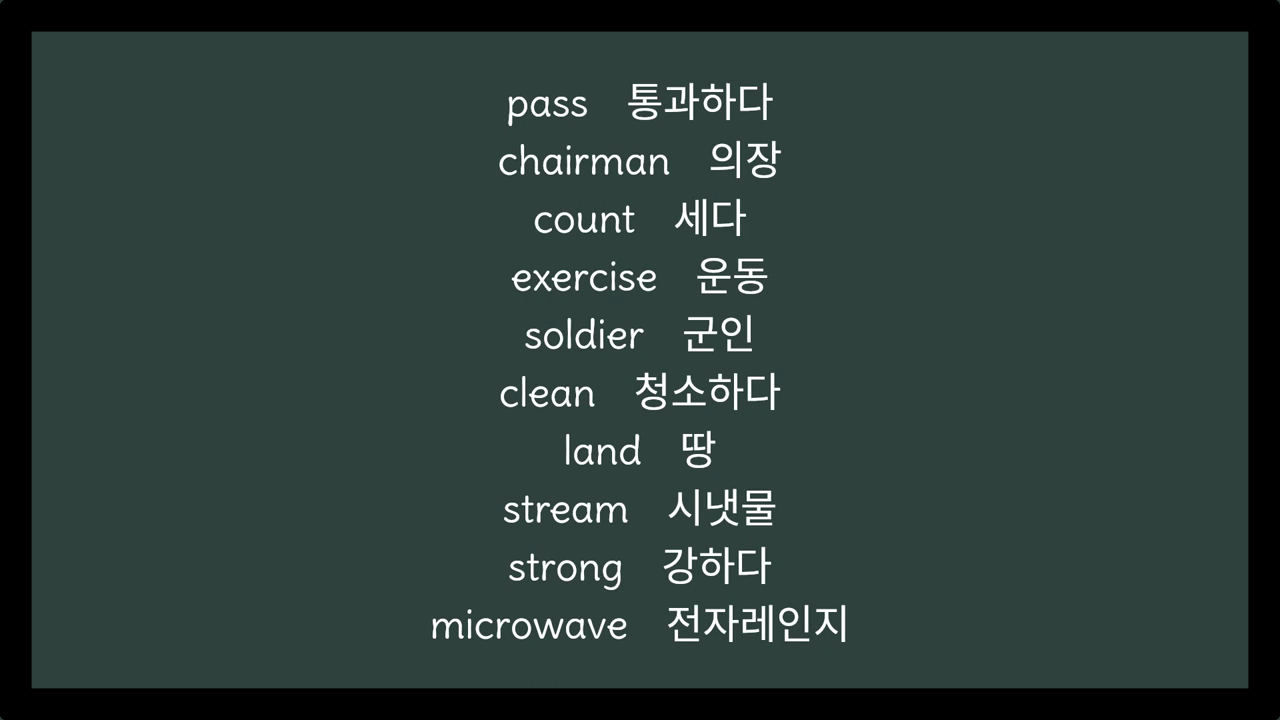 pass 통과하다
chairman 의장
count 세다
exercise 운동
soldier 군인
clean 청소하다
land 땅
stream 시냇물
strong 강하다
microwave 전자레인지